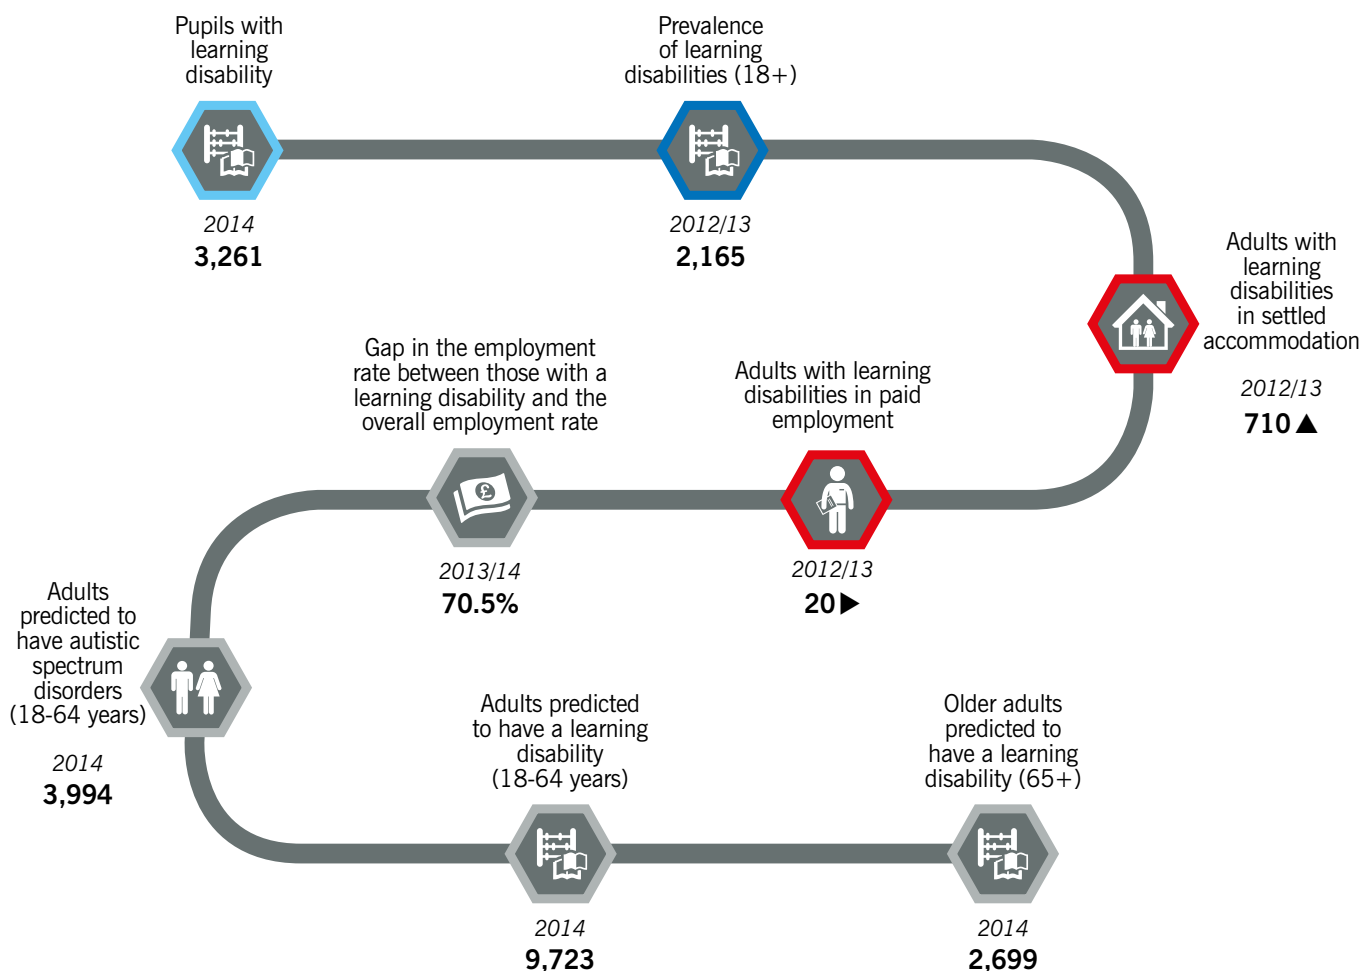 Pupils with
learning
disability
2014
3,261
Prevalence
of learning
disabilities (18+)
2012/13
2,165
Adults with
learning
disabilities
in settled
accommodation
2012/13
710 ▲
Adults with learning
disabilities in paid
employment
2012/13
20 ▶
Gap in the employment
rate between those with a
learning disability and the
overall employment rate
£
2013/14
70.5%
Adults
predicted to
have autistic
spectrum
disorders
(18-64 years)
2014
3,994
Adults predicted
to have a learning
disability
(18-64 years)
2014
9,723
Older adults
predicted to
have a learning
disability (65+)
2014
2,699